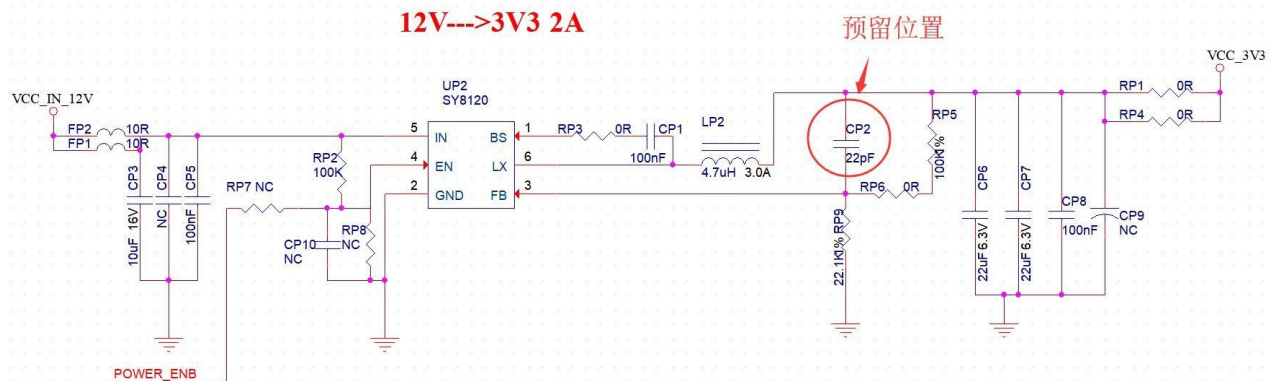 12V--->3V3 2A
预留位置
VCC_3V3
VCC_IN_12V
UP2
SY8120
FP2 10R
FP1 10R
5 IN BS 1
4 EN LX 6
2 GND FB 3
RP3 0R
CP1
100nF
LP2
4.7uH 3.0A
CP2
22pF
RP5
100K1%
RP6 0R
RP1 0R
RP4 0R
RP2
100K
RP7 NC
CP3
10uF 16V
CP4
NC
CP5
100nF
CP10
NC
RP8
NC
RP9
22.1K1%
CP6
22uF 6.3V
CP7
22uF 6.3V
CP8
100nF
CP9
NC
POWER_ENB